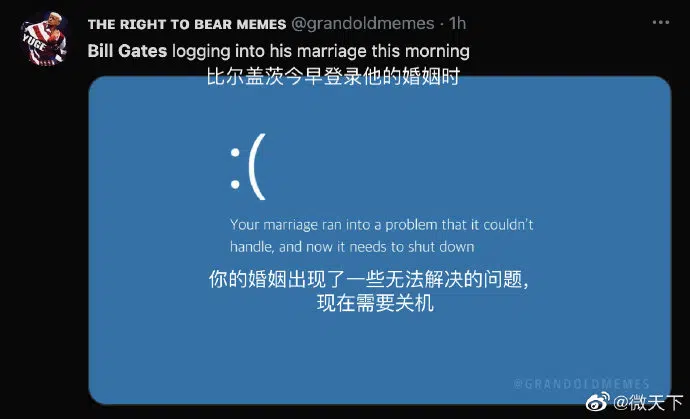 THE RIGHT TO BEAR MEMES @grandoldmemes · 1h
YUGE
Bill Gates logging into his marriage this morning
比尔盖茨今早登录他的婚姻时
:(
Your marriage ran into a problem that it couldn't
handle, and now it needs to shut down
你的婚姻出现了一些无法解决的问题,
现在需要关机
@GRANDOLDMEMES
@微天下